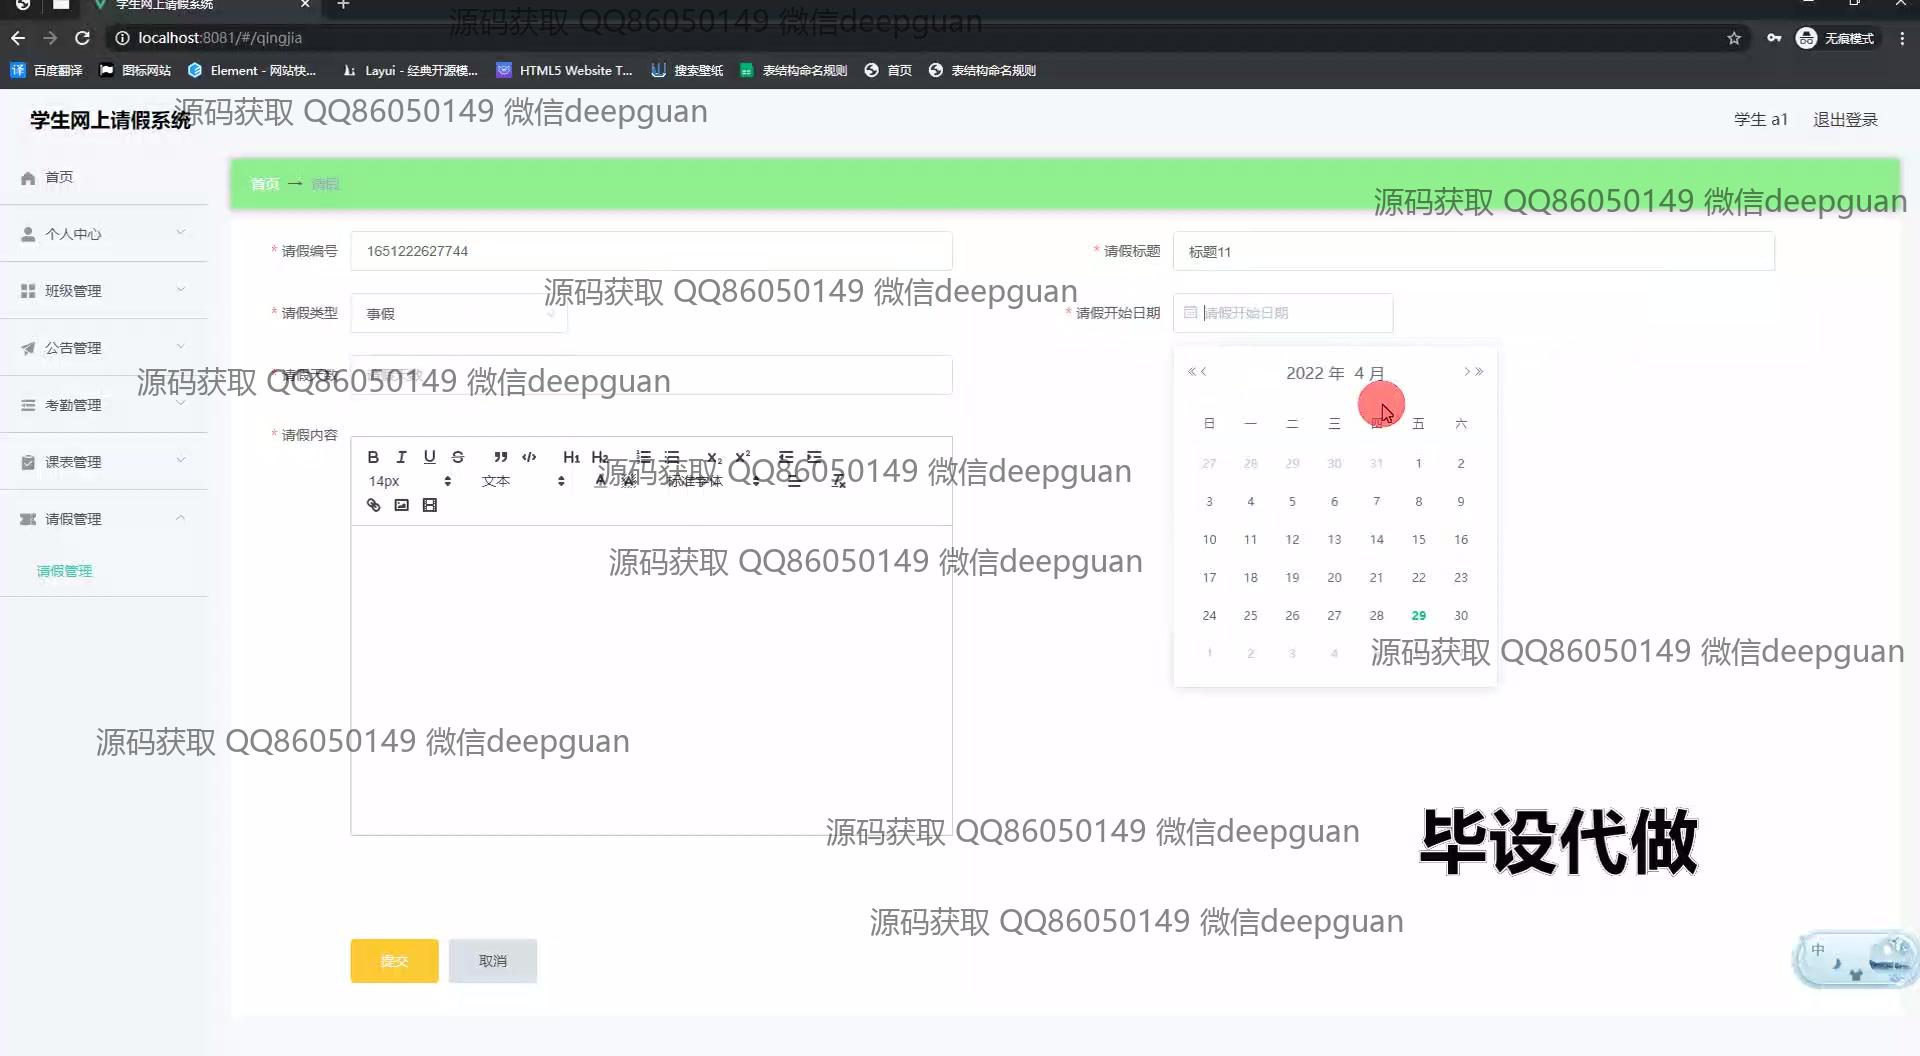 学生网上请假系统
localhost:8081/#/qingjia
无痕模式
源码获取 QQ86050149 微信deepguan
百度翻译
图标网站
Element - 网站快...
Layui - 经典开源模...
HTML5 Website T...
搜索壁纸
表结构命名规则
首页
表结构命名规则
学生网上请假系统
源码获取 QQ86050149 微信deepguan
学生 a1
退出登录
首页
个人中心
班级管理
公告管理
考勤管理
课表管理
请假管理
请假管理
首页 → 请假
源码获取 QQ86050149 微信deepguan
* 请假编号 1651222627744
* 请假标题 标题11
源码获取 QQ86050149 微信deepguan
* 请假类型 事假
* 请假开始日期 请假开始日期
* 请假天数
源码获取 QQ86050149 微信deepguan
2022 年 4 月
日 一 二 三 四 五 六
27 28 29 30 31 1 2
3 4 5 6 7 8 9
10 11 12 13 14 15 16
17 18 19 20 21 22 23
24 25 26 27 28 29 30
1 2 3 4
* 请假内容
B I U S H1 H2 X₂ X²
14px 文本 标准字体
源码获取 QQ86050149 微信deepguan
源码获取 QQ86050149 微信deepguan
源码获取 QQ86050149 微信deepguan
源码获取 QQ86050149 微信deepguan
源码获取 QQ86050149 微信deepguan
毕设代做
源码获取 QQ86050149 微信deepguan
提交
取消
中